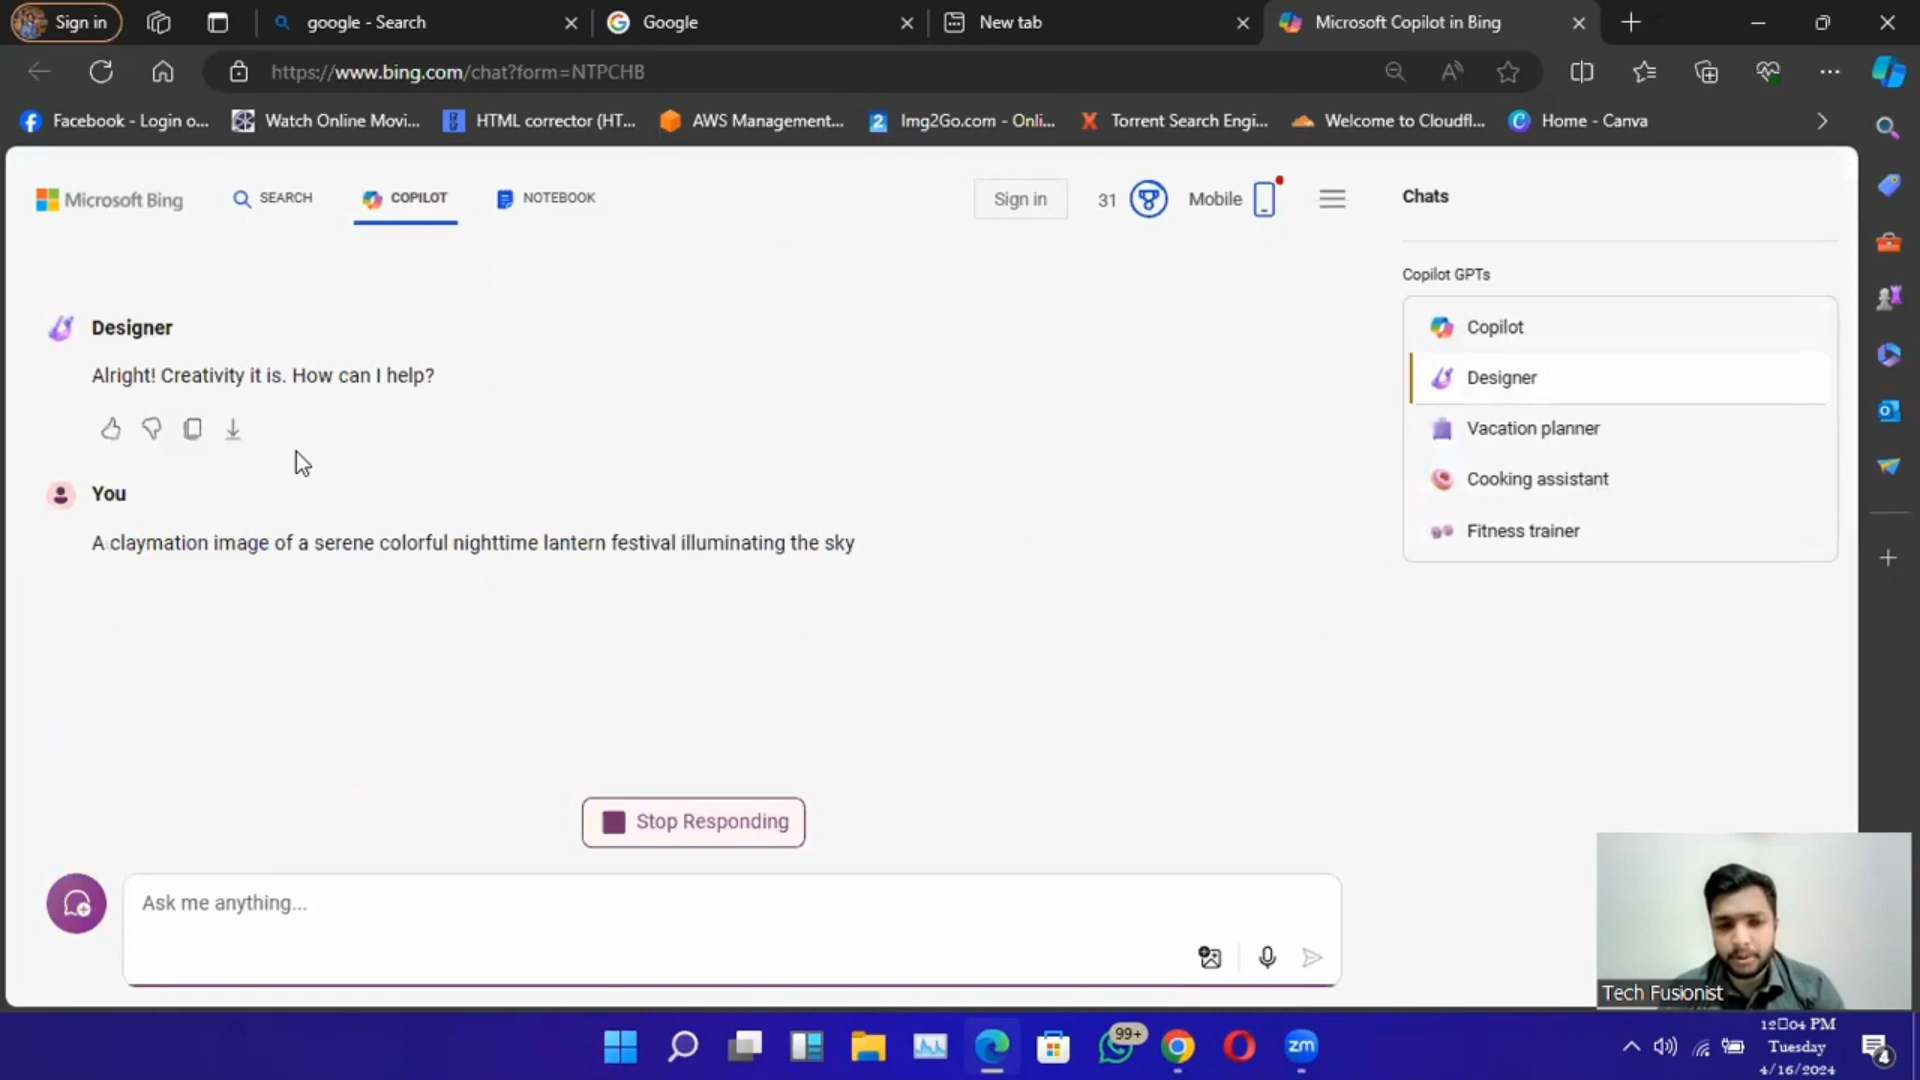 Sign in
google - Search
Google
New tab
Microsoft Copilot in Bing
https://www.bing.com/chat?form=NTPCHB
Facebook - Login o...
Watch Online Movi...
HTML corrector (HT...
AWS Management...
Img2Go.com - Onli...
Torrent Search Engi...
Welcome to Cloudfl...
Home - Canva
Microsoft Bing
SEARCH
COPILOT
NOTEBOOK
Sign in
31
Mobile
Chats
Copilot GPTs
Copilot
Designer
Vacation planner
Cooking assistant
Fitness trainer
Designer
Alright! Creativity it is. How can I help?
You
A claymation image of a serene colorful nighttime lantern festival illuminating the sky
Stop Responding
Ask me anything...
Tech Fusionist
99+
zm
12▯04 PM
Tuesday
4/16/2024
4